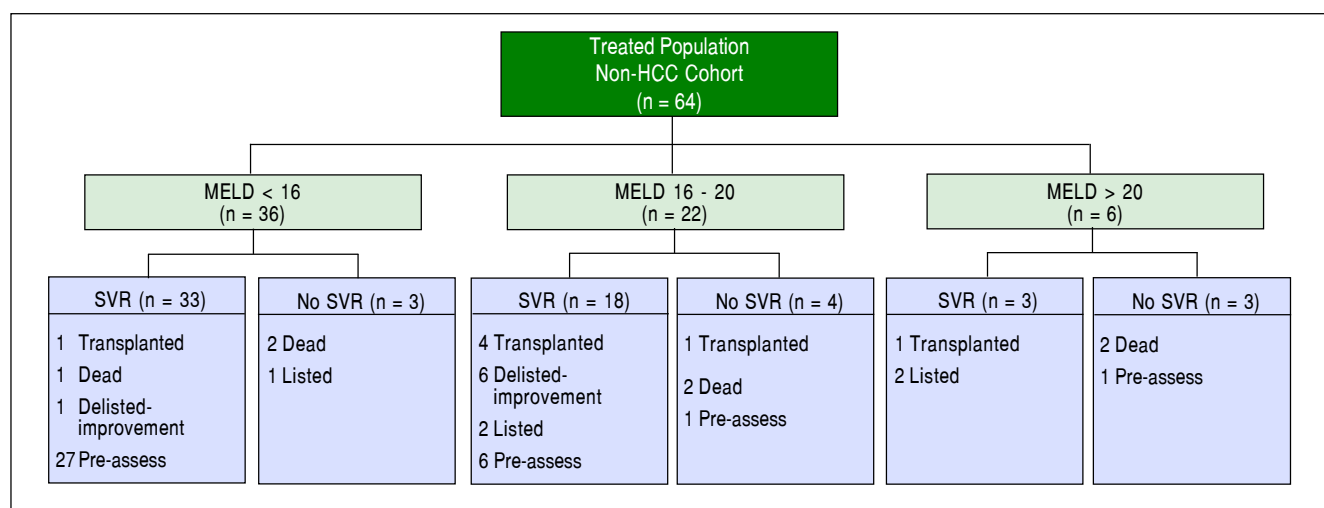 Treated Population
Non-HCC Cohort
(n = 64)
MELD < 16
(n = 36)
MELD 16 - 20
(n = 22)
MELD > 20
(n = 6)
SVR (n = 33)
1 Transplanted
1 Dead
1 Delisted-
improvement
27 Pre-assess
No SVR (n = 3)
2 Dead
1 Listed
SVR (n = 18)
4 Transplanted
6 Delisted-
improvement
2 Listed
6 Pre-assess
No SVR (n = 4)
1 Transplanted
2 Dead
1 Pre-assess
SVR (n = 3)
1 Transplanted
2 Listed
No SVR (n = 3)
2 Dead
1 Pre-assess